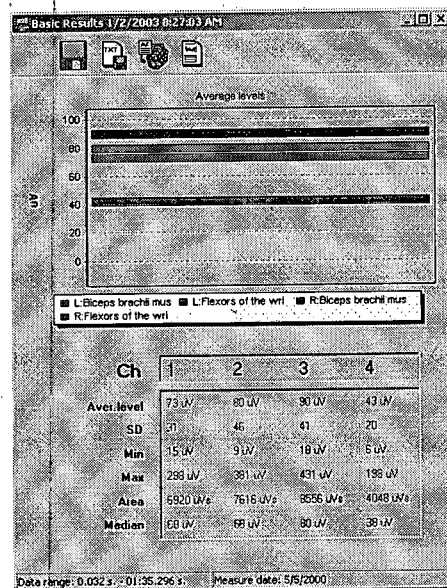 Basic Results 1/2/2003 8:27:03 AM
TXT
Average levels
100
80
60
40
20
0
L:Biceps brachii mus L:Flexors of the wri R:Biceps brachii mus
R:Flexors of the wri
Ch 1 2 3 4
Aver.level 73 uV 80 uV 90 uV 43 uV
SD 31 46 41 20
Min 15 uV 9 uV 18 uV 6 uV
Max 298 uV 381 uV 431 uV 198 uV
Area 6920 uVs 7616 uVs 8556 uVs 4048 uVs
Median 68 uV 68 uV 80 uV 38 uV
Data range: 0.032 s. - 01:35.296 s. Measure date: 5/5/2000